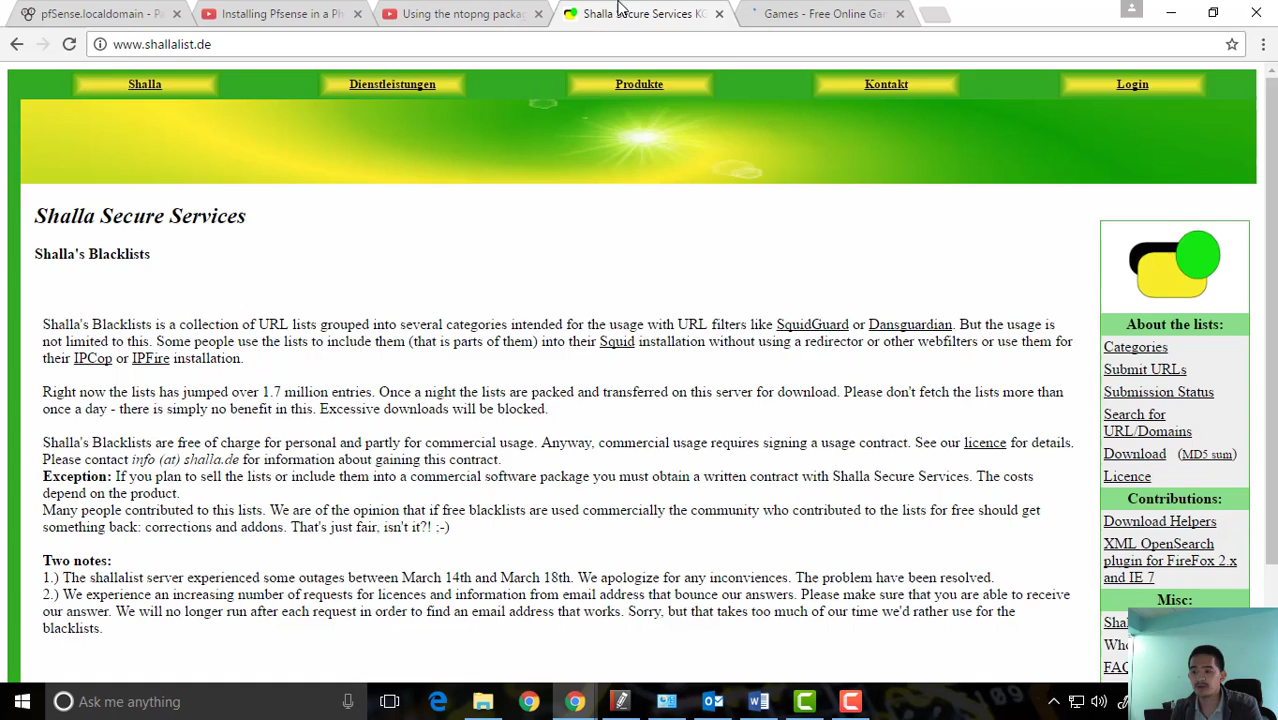 pfSense.localdomain - Pa
Installing Pfsense in a Ph
Using the ntopng packag
Shalla Secure Services KG
Games - Free Online Gam
www.shallalist.de
Shalla
Dienstleistungen
Produkte
Kontakt
Login
Shalla Secure Services
Shalla's Blacklists
Shalla's Blacklists is a collection of URL lists grouped into several categories intended for the usage with URL filters like SquidGuard or Dansguardian. But the usage is
not limited to this. Some people use the lists to include them (that is parts of them) into their Squid installation without using a redirector or other webfilters or use them for
their IPCop or IPFire installation.
Right now the lists has jumped over 1.7 million entries. Once a night the lists are packed and transferred on this server for download. Please don't fetch the lists more than
once a day - there is simply no benefit in this. Excessive downloads will be blocked.
Shalla's Blacklists are free of charge for personal and partly for commercial usage. Anyway, commercial usage requires signing a usage contract. See our licence for details.
Please contact info (at) shalla.de for information about gaining this contract.
Exception: If you plan to sell the lists or include them into a commercial software package you must obtain a written contract with Shalla Secure Services. The costs
depend on the product.
Many people contributed to this lists. We are of the opinion that if free blacklists are used commercially the community who contributed to the lists for free should get
something back: corrections and addons. That's just fair, isn't it?! ;-)
Two notes:
1.) The shallalist server experienced some outages between March 14th and March 18th. We apologize for any inconviences. The problem have been resolved.
2.) We experience an increasing number of requests for licences and information from email address that bounce our answers. Please make sure that you are able to receive
our answer. We will no longer run after each request in order to find an email address that works. Sorry, but that takes too much of our time we'd rather use for the
blacklists.
About the lists:
Categories
Submit URLs
Submission Status
Search for
URL/Domains
Download (MD5 sum)
Licence
Contributions:
Download Helpers
XML OpenSearch
plugin for FireFox 2.x
and IE 7
Misc:
Sha
Who
FAQ
Ask me anything